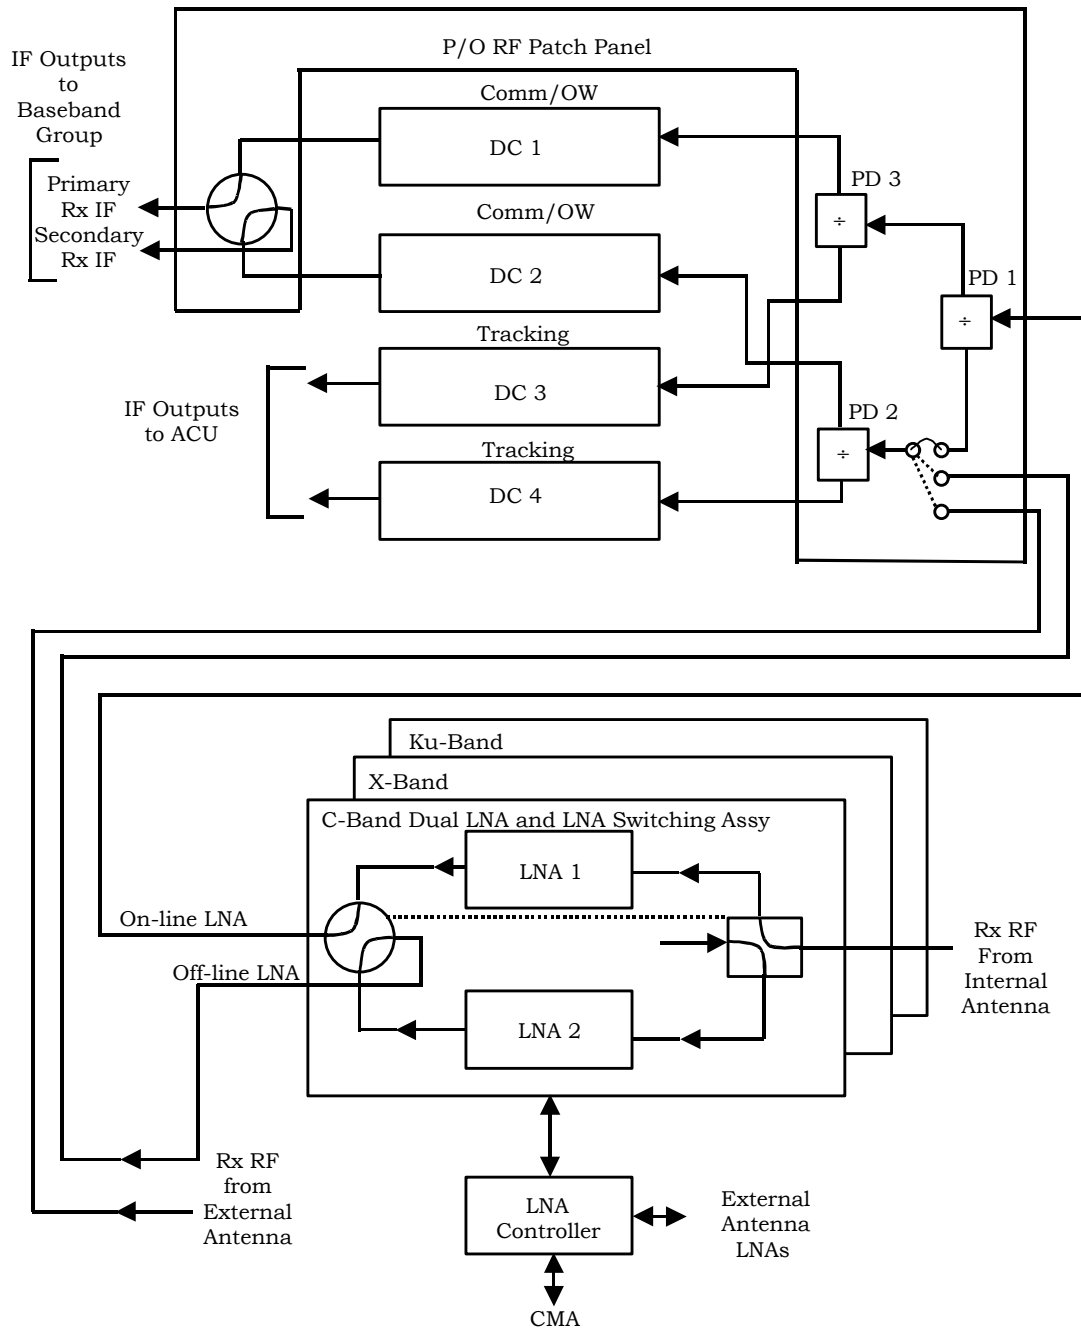 P/O RF Patch Panel
IF Outputs
to
Baseband
Group
Primary
Rx IF
Secondary
Rx IF
Comm/OW
DC 1
Comm/OW
DC 2
Tracking
DC 3
Tracking
DC 4
IF Outputs
to ACU
PD 3
÷
PD 1
÷
PD 2
÷
Ku-Band
X-Band
C-Band Dual LNA and LNA Switching Assy
LNA 1
LNA 2
On-line LNA
Off-line LNA
Rx RF
From
Internal
Antenna
Rx RF
from
External
Antenna
LNA
Controller
External
Antenna
LNAs
CMA